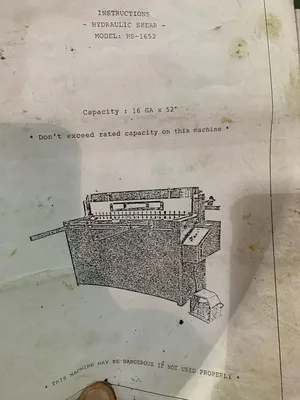 INSTRUCTIONS
- HYDRAULIC SHEAR -
MODEL: HS-1652
Capacity : 16 GA x 52"
* Don't exceed rated capacity on this machine *
* THIS MACHINE MAY BE DANGEROUS IF NOT USED PROPERLY *